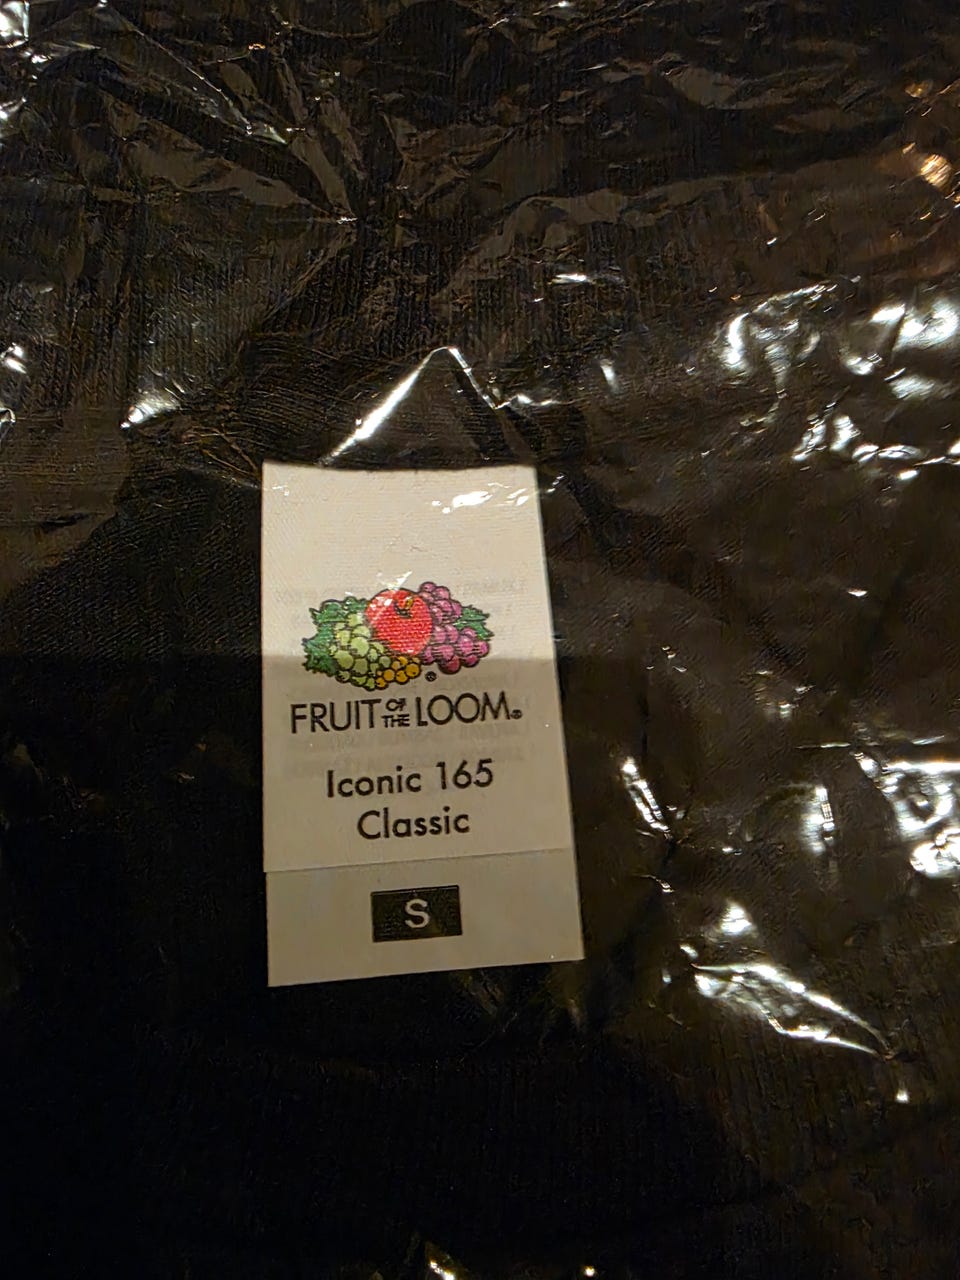 FRUIT OF THE LOOM®
Iconic 165
Classic
S